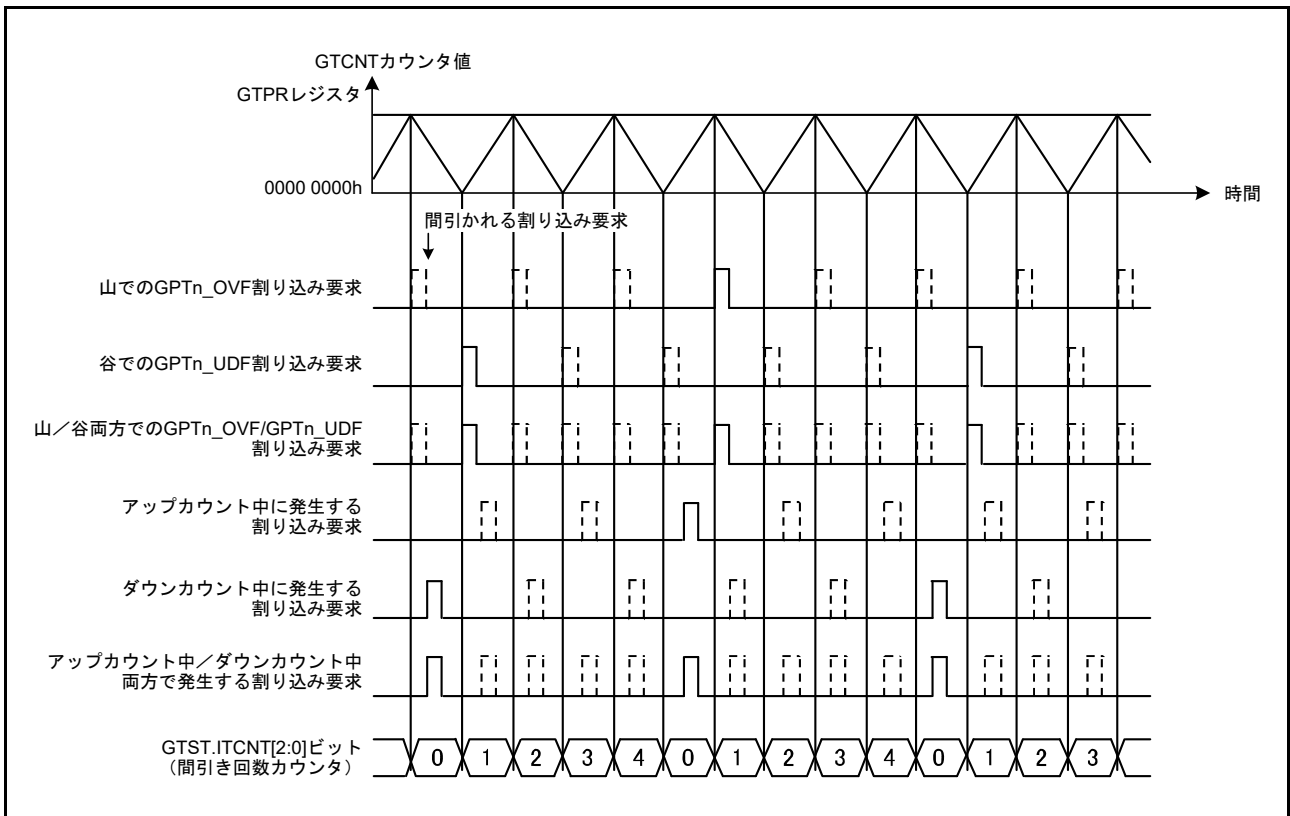 GTCNTカウンタ値
GTPRレジスタ
0000 0000h
時間
間引かれる割り込み要求
山でのGPTn_OVF割り込み要求
谷でのGPTn_UDF割り込み要求
山／谷両方でのGPTn_OVF/GPTn_UDF
割り込み要求
アップカウント中に発生する
割り込み要求
ダウンカウント中に発生する
割り込み要求
アップカウント中／ダウンカウント中
両方で発生する割り込み要求
GTST.ITCNT[2:0]ビット
（間引き回数カウンタ）
0 1 2 3 4 0 1 2 3 4 0 1 2 3